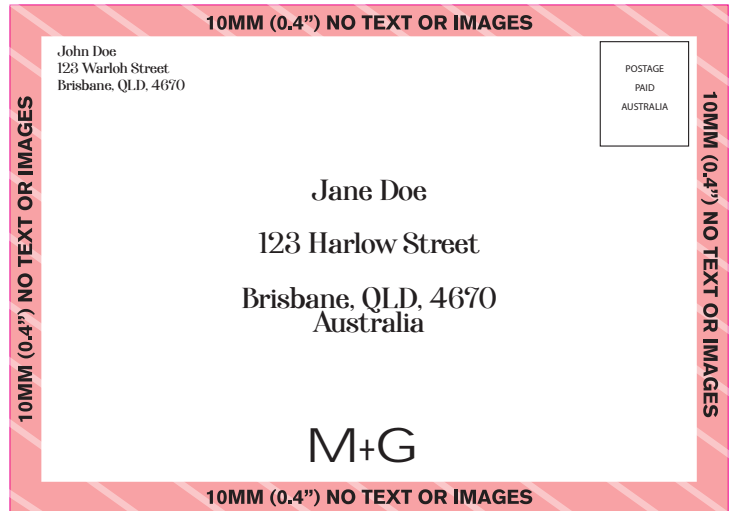 10MM (0.4”) NO TEXT OR IMAGES
John Doe
123 Warloh Street
Brisbane, QLD, 4670
POSTAGE
PAID
AUSTRALIA
10MM (0.4”) NO TEXT OR IMAGES
10MM (0.4”) NO TEXT OR IMAGES
Jane Doe
123 Harlow Street
Brisbane, QLD, 4670
Australia
M+G
10MM (0.4”) NO TEXT OR IMAGES